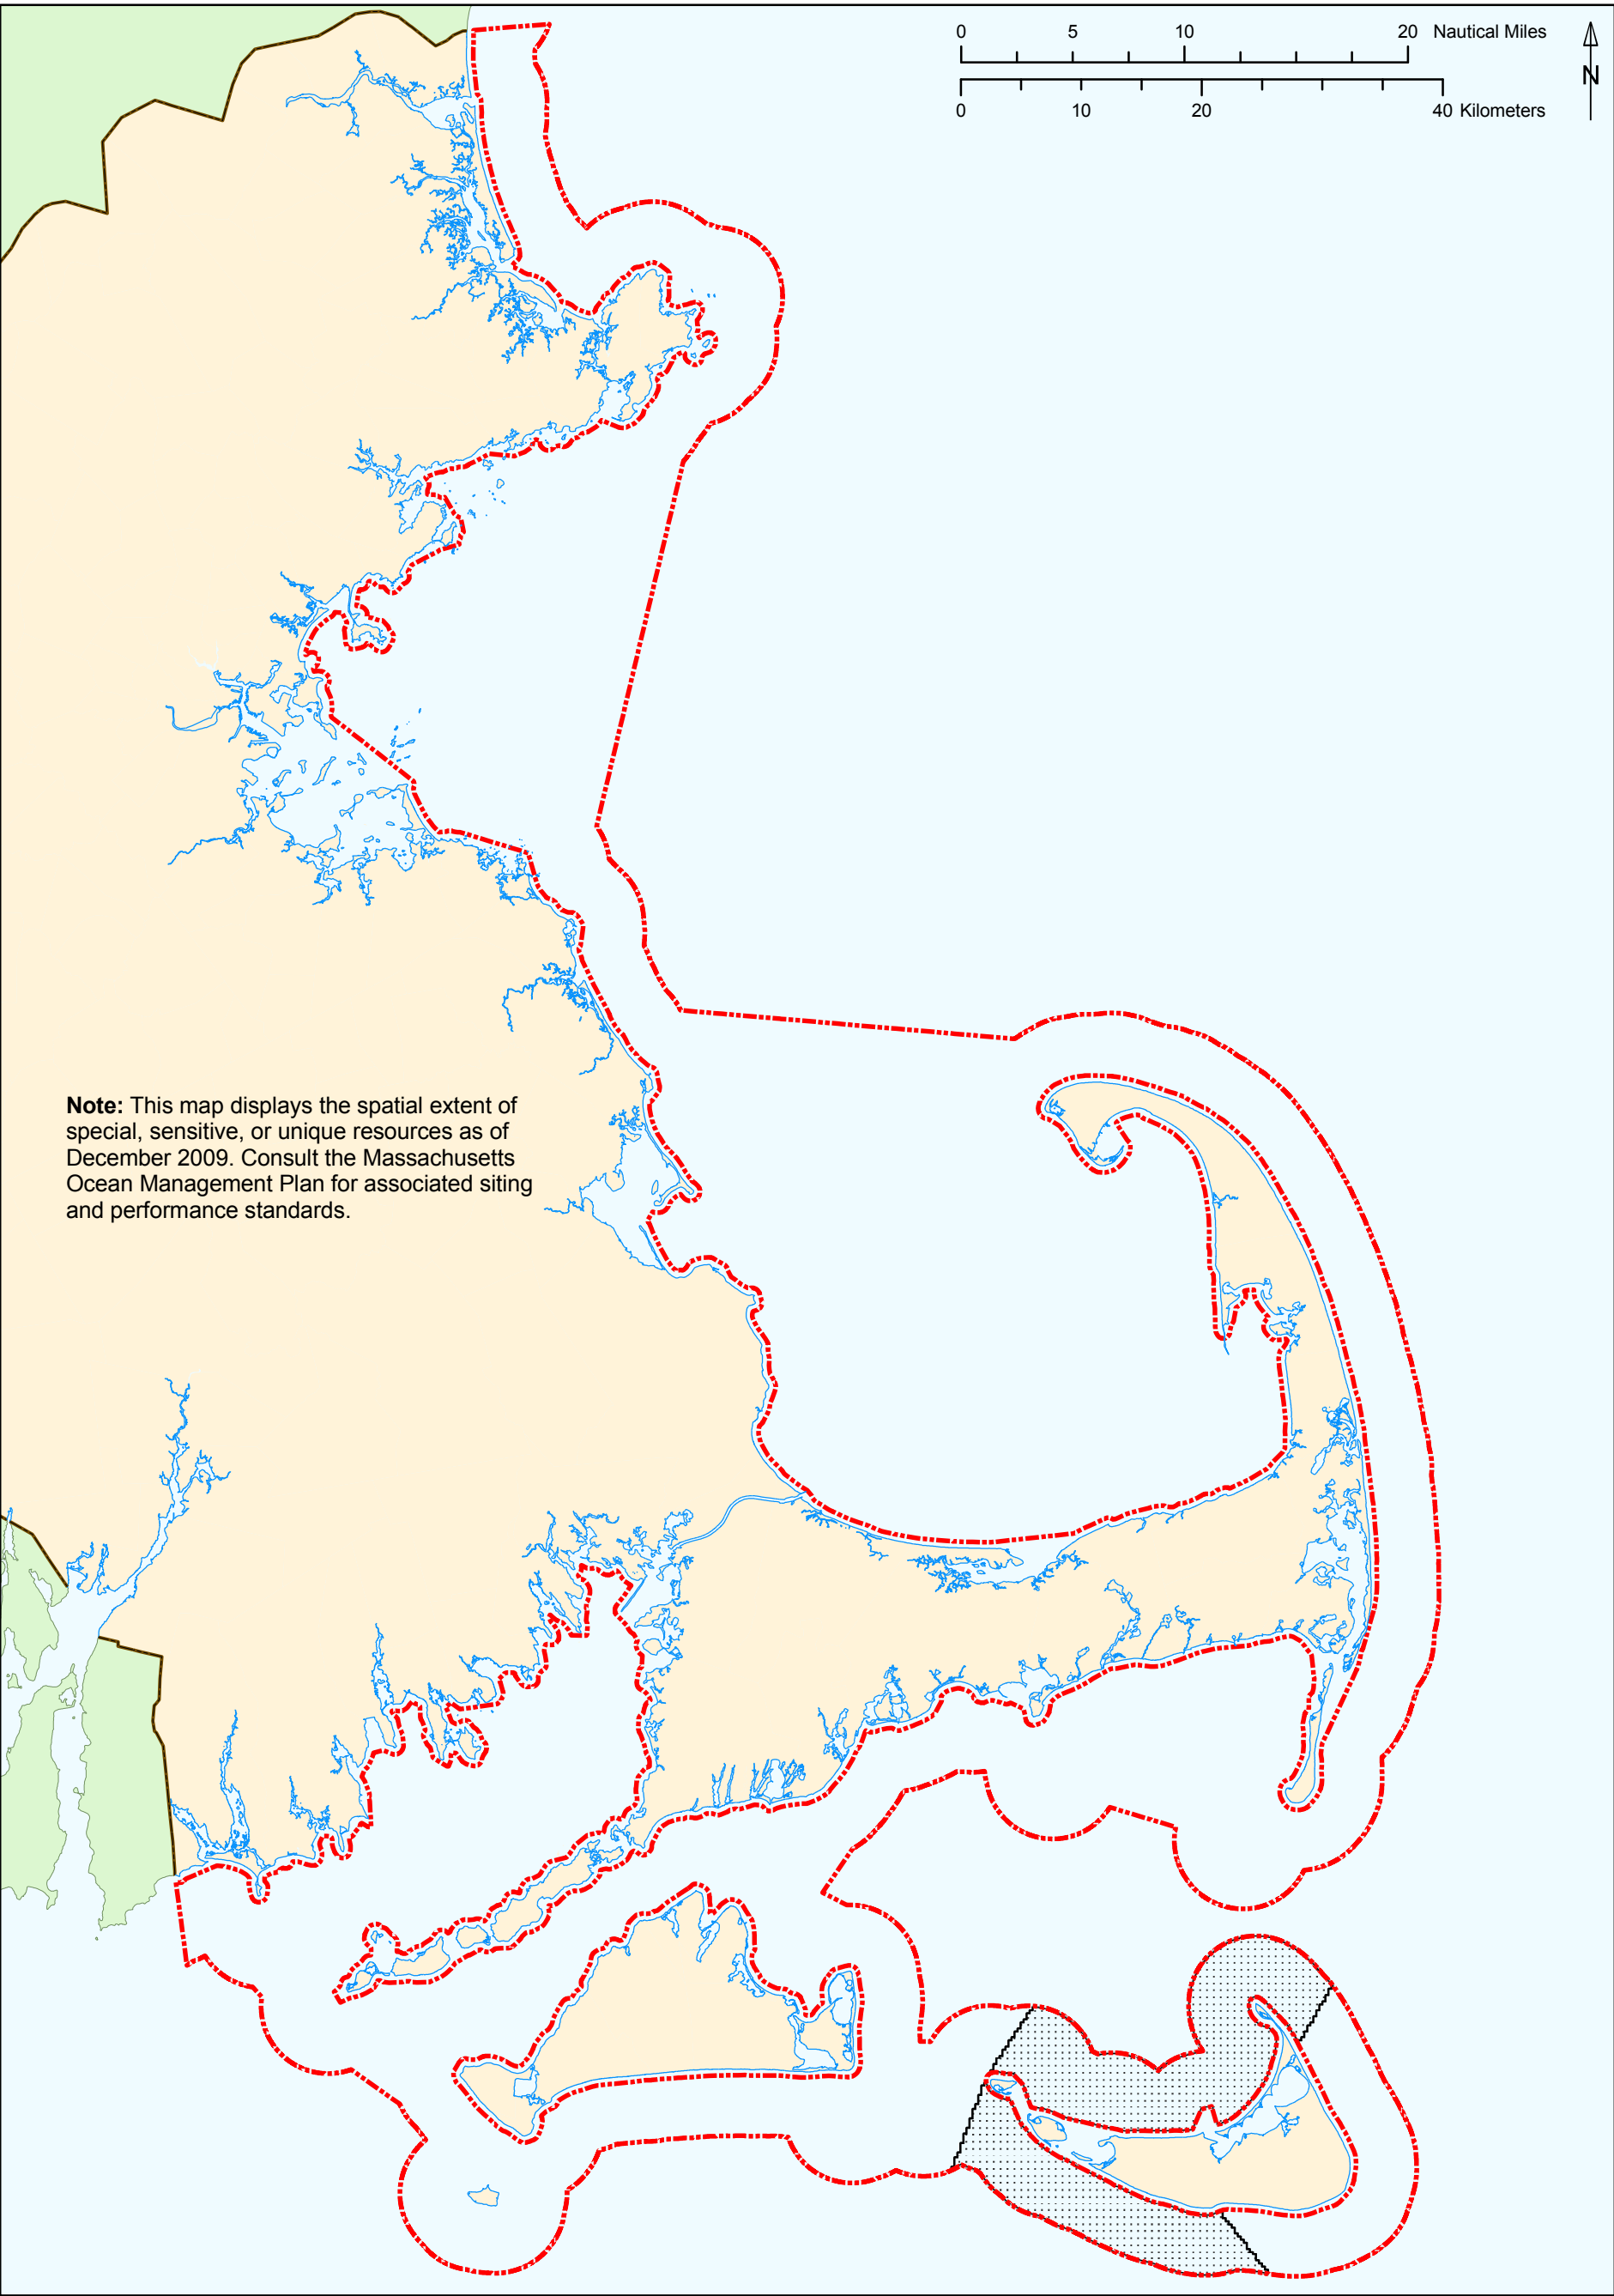 0 5 10 20 Nautical Miles
N
0 10 20 40 Kilometers
Note: This map displays the spatial extent of
special, sensitive, or unique resources as of
December 2009. Consult the Massachusetts
Ocean Management Plan for associated siting
and performance standards.